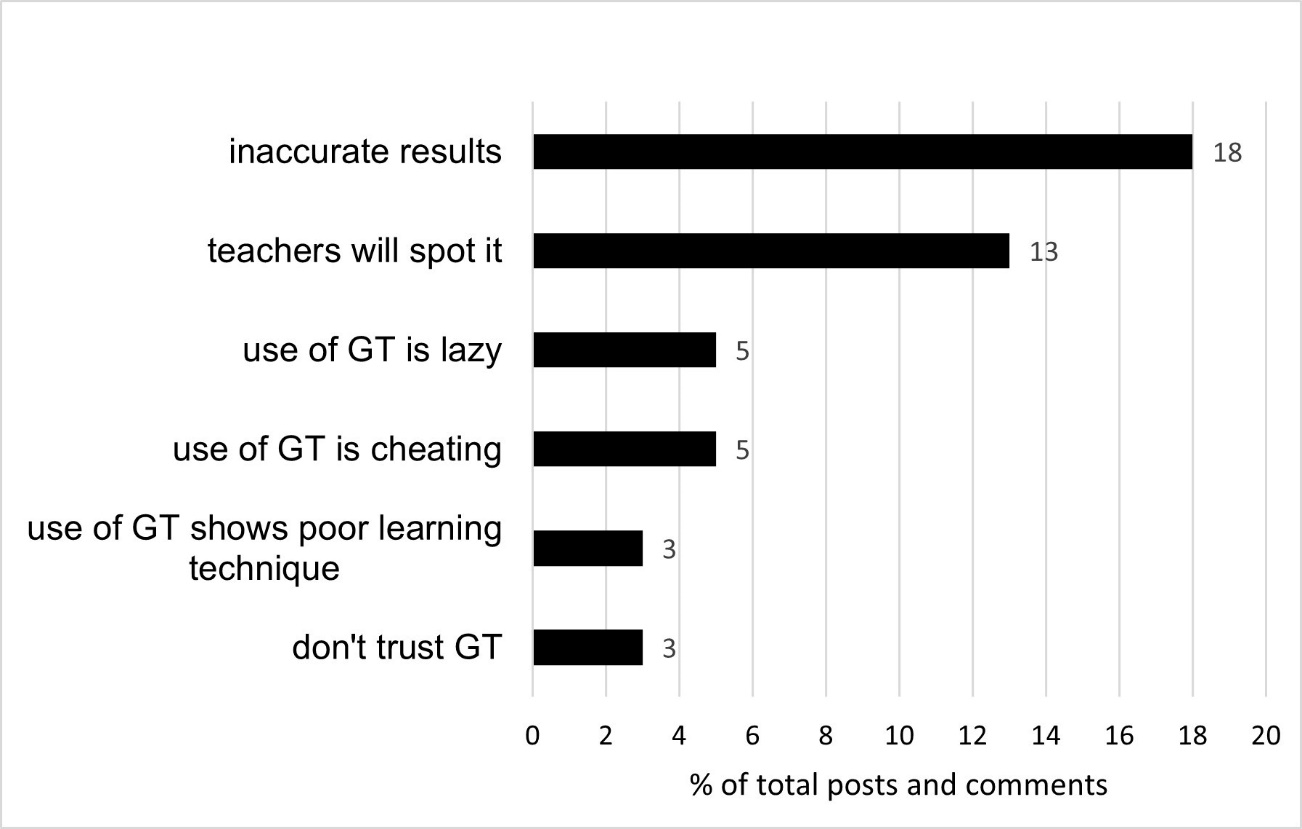 inaccurate results 18
teachers will spot it 13
use of GT is lazy 5
use of GT is cheating 5
use of GT shows poor learning
technique 3
don't trust GT 3
0 2 4 6 8 10 12 14 16 18 20
% of total posts and comments